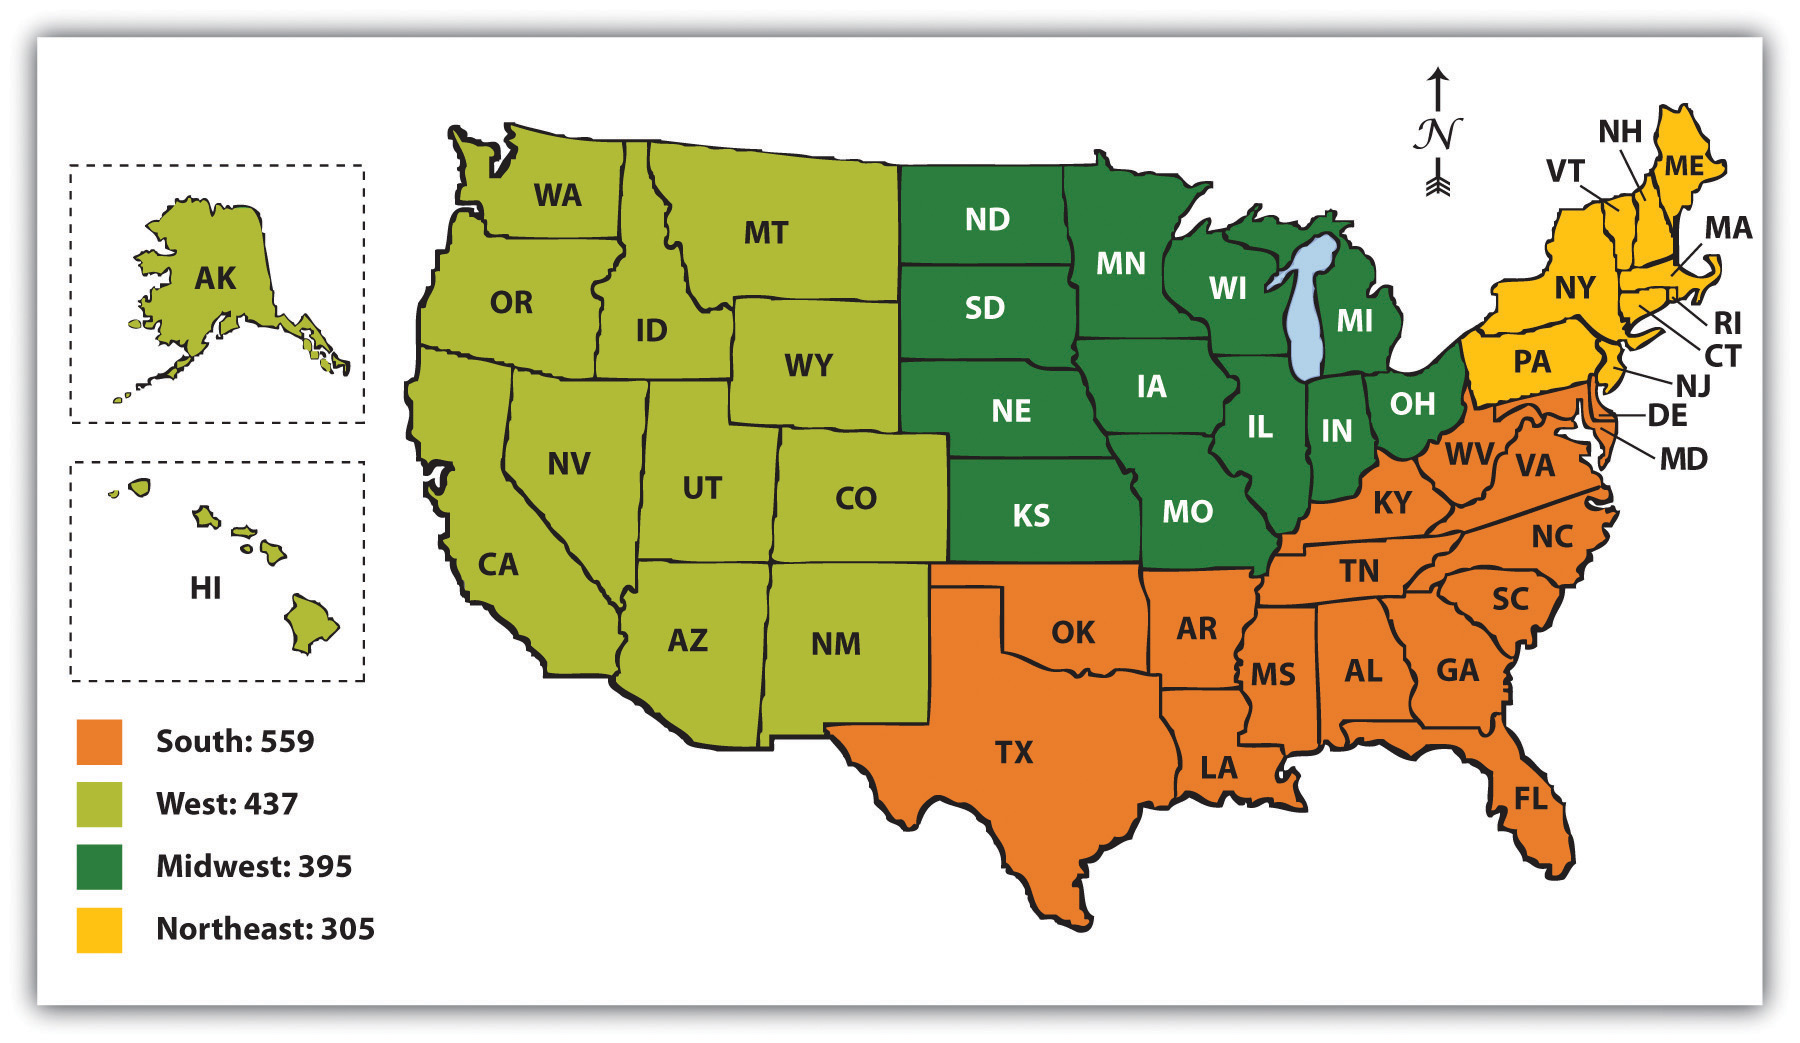 N
NH
VT
ME
WA
MT
ND
MN
MA
AK
OR
ID
SD
WI
MI
NY
RI
WY
IA
PA
CT
NJ
NE
IL
IN
OH
DE
NV
UT
CO
KS
MO
KY
WV
VA
MD
HI
CA
TN
NC
AZ
NM
OK
AR
MS
AL
GA
SC
TX
LA
FL
South: 559
West: 437
Midwest: 395
Northeast: 305